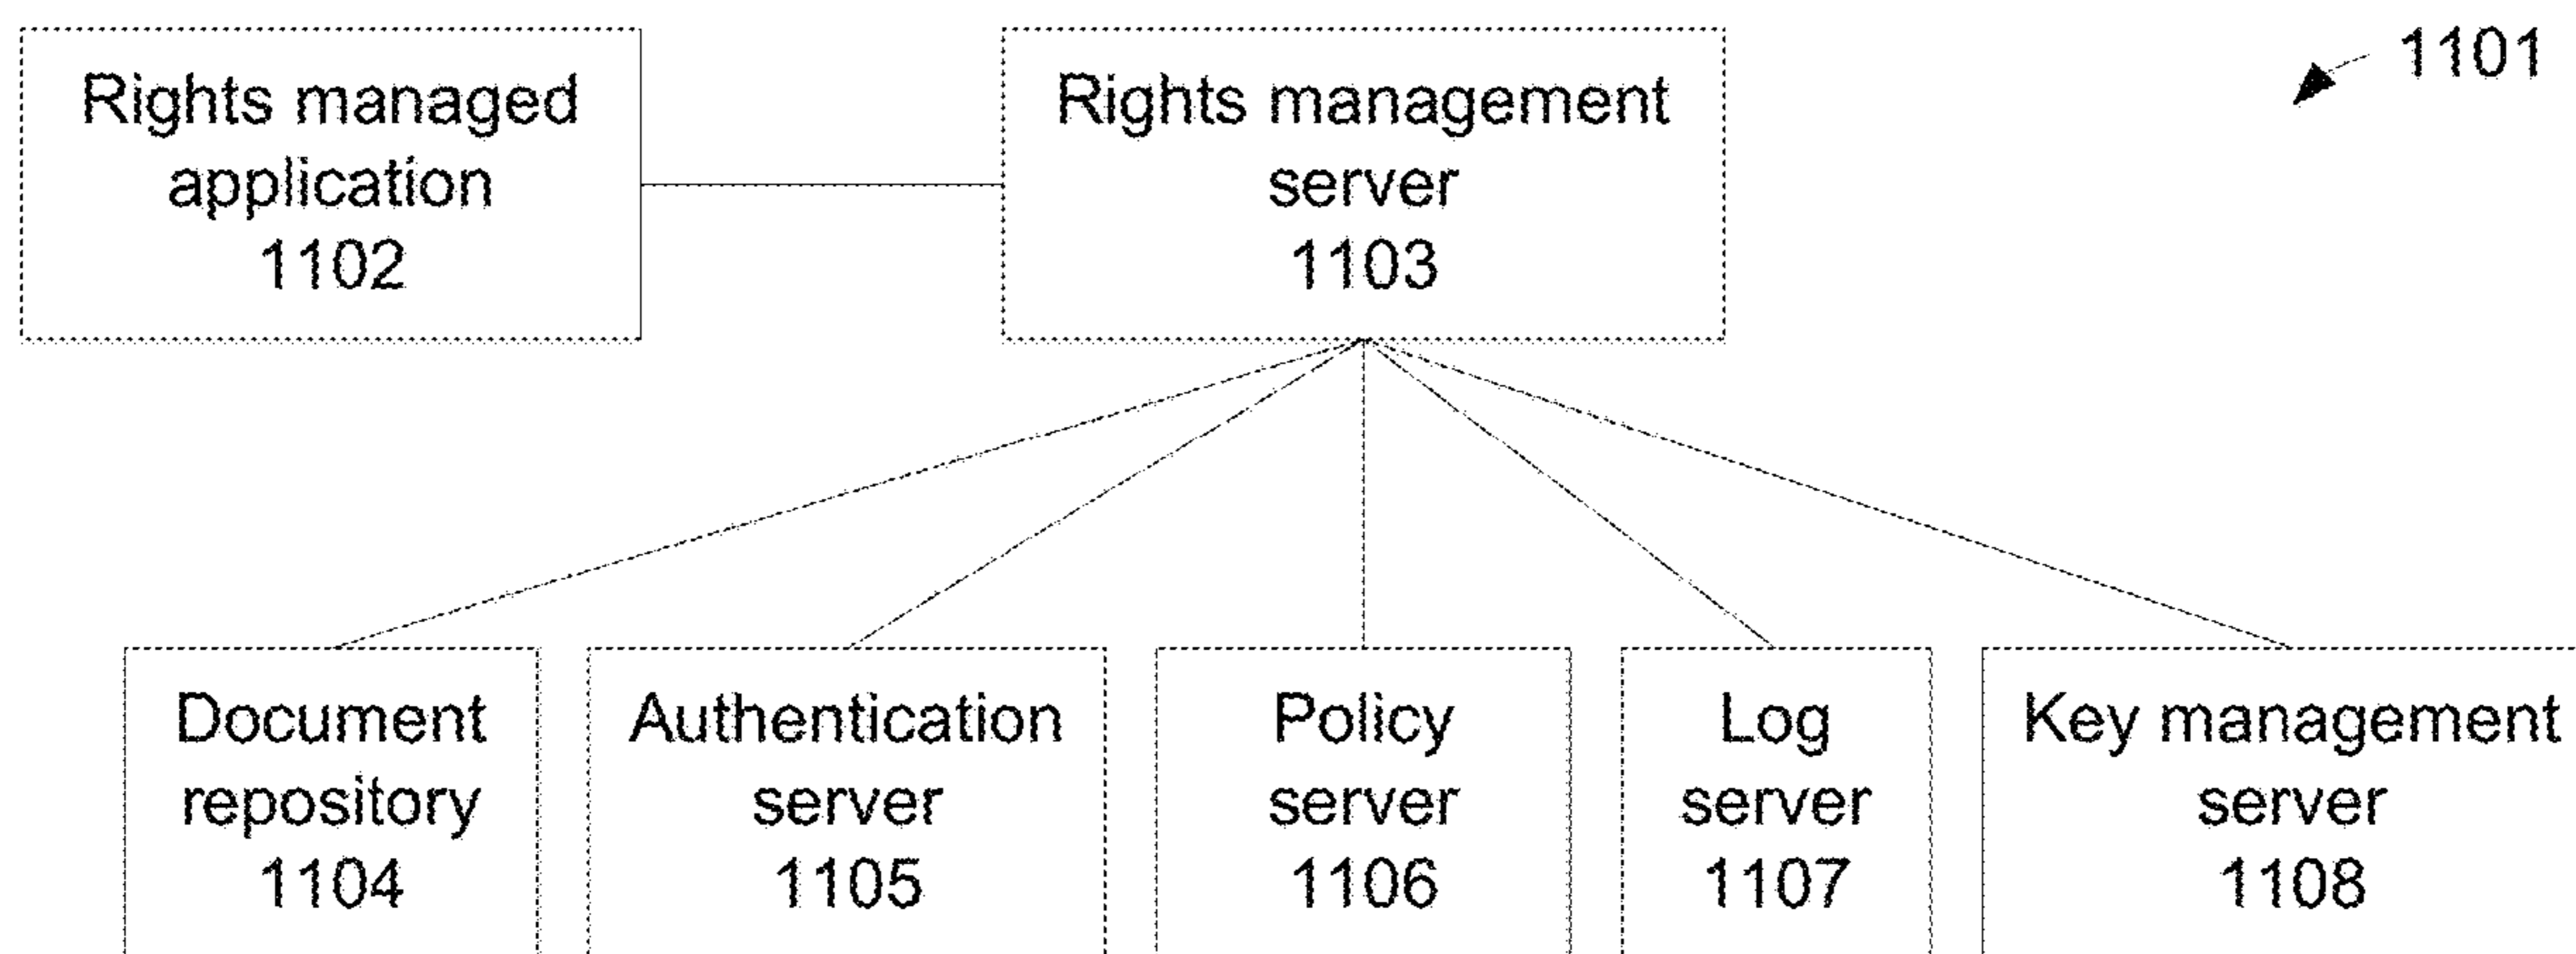 Rights managed
application
1102
Rights management
server
1103
1101
Document
repository
1104
Authentication
server
1105
Policy
server
1106
Log
server
1107
Key management
server
1108